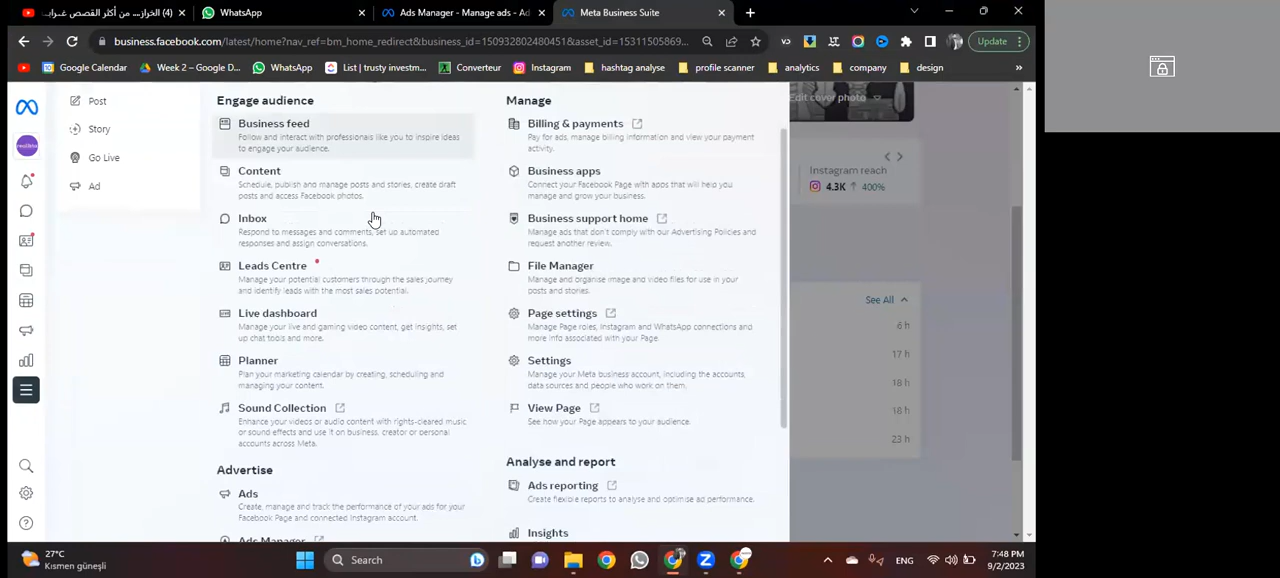 (4) الخراز.... من أكثر القصص غـرابـ
WhatsApp
Ads Manager - Manage ads - Ad
Meta Business Suite
business.facebook.com/latest/home?nav_ref=bm_home_redirect&business_id=150932802480451&asset_id=15311505869...
Update
Google Calendar
Week 2 – Google D...
WhatsApp
List | trusty investm...
Converteur
Instagram
hashtag analyse
profile scanner
analytics
company
design
»
Post
Story
Go Live
Ad
Engage audience
Business feed
Follow and interact with professionals like you to inspire ideas
to engage your audience.
Content
Schedule, publish and manage posts and stories, create draft
posts and access Facebook photos.
Inbox
Respond to messages and comments, set up automated
responses and assign conversations.
Leads Centre
Manage your potential customers through the sales journey
and identify leads with the most sales potential.
Live dashboard
Manage your live and gaming video content, get insights, set
up chat tools and more.
Planner
Plan your marketing calendar by creating, scheduling and
managing your content.
Sound Collection
Enhance your videos or audio content with rights-cleared music
or sound effects and use it on business, creator or personal
accounts across Meta.
Advertise
Ads
Create, manage and track the performance of your ads for your
Facebook Page and connected Instagram account.
Ads Manager
Manage
Billing & payments
Pay for ads, manage billing information and view your payment
activity.
Business apps
Connect your Facebook Page with apps that will help you
manage and grow your business.
Business support home
Manage ads that don't comply with our Advertising Policies and
request another review.
File Manager
Manage and organise image and video files for use in your
posts and stories.
Page settings
Manage Page roles, Instagram and WhatsApp connections and
more info associated with your Page
Settings
Manage your Meta business account, including the accounts,
data sources and people who work on them.
View Page
See how your Page appears to your audience.
Analyse and report
Ads reporting
Create flexible reports to analyse and optimise ad performance.
Insights
Edit cover photo
Instagram reach
4.3K ↑ 400%
See All
6 h
17 h
18 h
18 h
23 h
27°C
Kısmen güneşli
Search
ENG
7:48 PM
9/2/2023